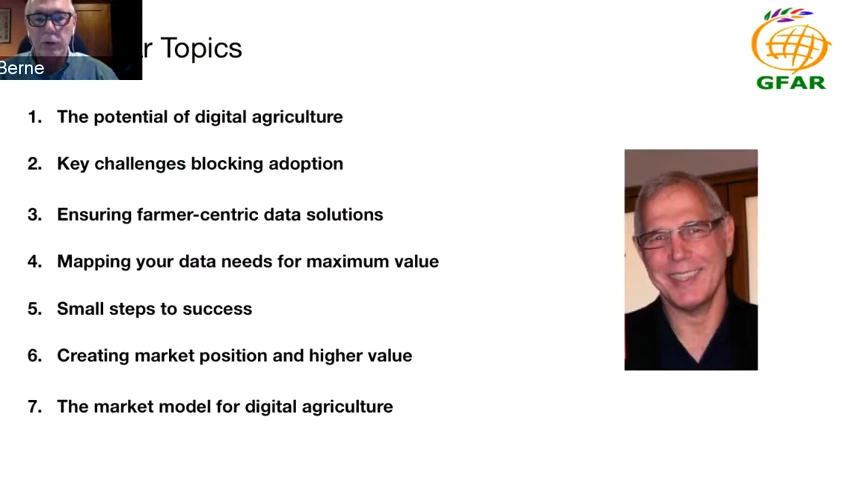 r Topics
Berne
GFAR
1. The potential of digital agriculture
2. Key challenges blocking adoption
3. Ensuring farmer-centric data solutions
4. Mapping your data needs for maximum value
5. Small steps to success
6. Creating market position and higher value
7. The market model for digital agriculture